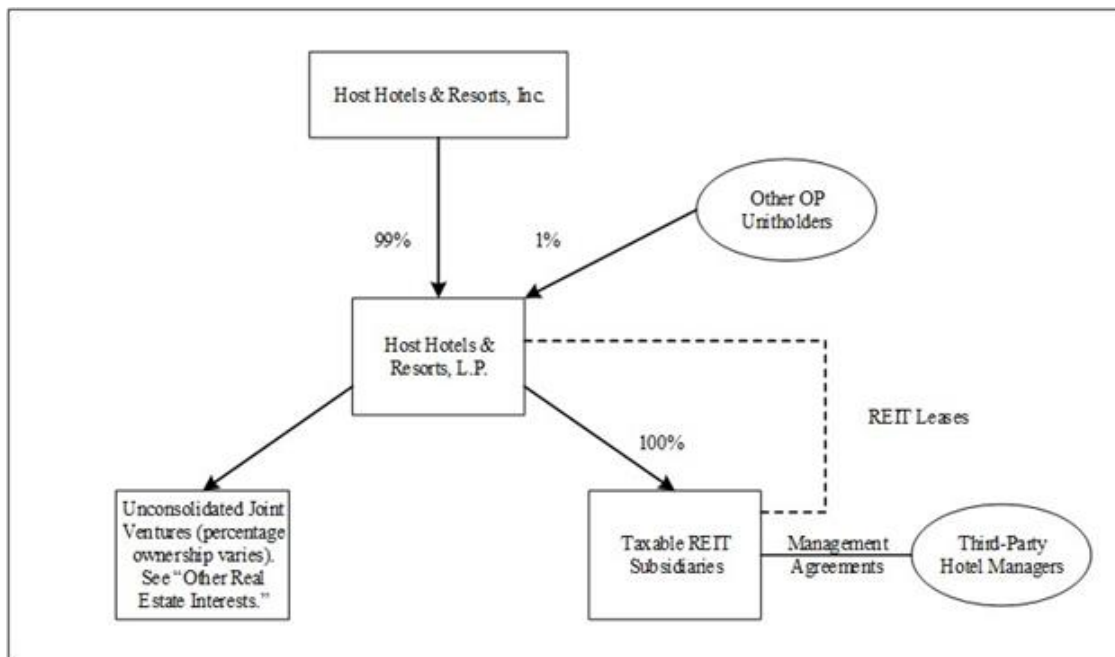 Host Hotels & Resorts, Inc.
Other OP
Unitholders
99%
1%
Host Hotels &
Resorts, L.P.
REIT Leases
100%
Unconsolidated Joint
Ventures (percentage
ownership varies).
See “Other Real
Estate Interests.”
Taxable REIT
Subsidiaries
Management
Agreements
Third-Party
Hotel Managers